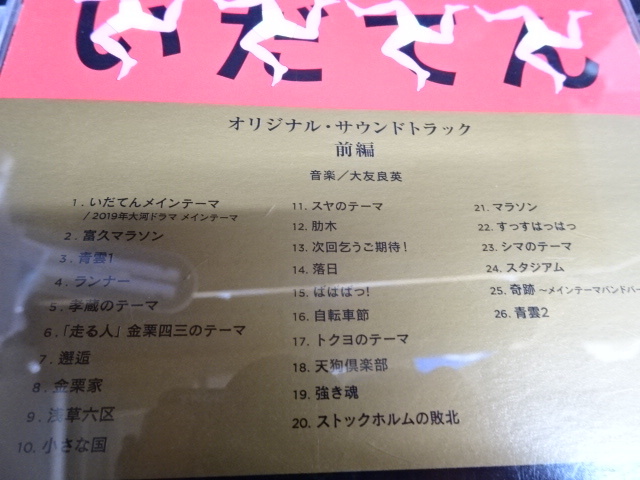 いだてん
オリジナル・サウンドトラック
前編
音楽／大友良英
1. いだてんメインテーマ
/ 2019年大河ドラマ メインテーマ
2. 富久マラソン
3. 青雲1
4. ランナー
5. 孝蔵のテーマ
6. 「走る人」金栗四三のテーマ
7. 邂逅
8. 金栗家
9. 浅草六区
10. 小さな国
11. スヤのテーマ
12. 肋木
13. 次回乞うご期待！
14. 落日
15. ばばばっ！
16. 自転車節
17. トクヨのテーマ
18. 天狗倶楽部
19. 強き魂
20. ストックホルムの敗北
21. マラソン
22. すっすはっはっ
23. シマのテーマ
24. スタジアム
25. 奇跡 〜メインテーマバンドバー
26. 青雲2